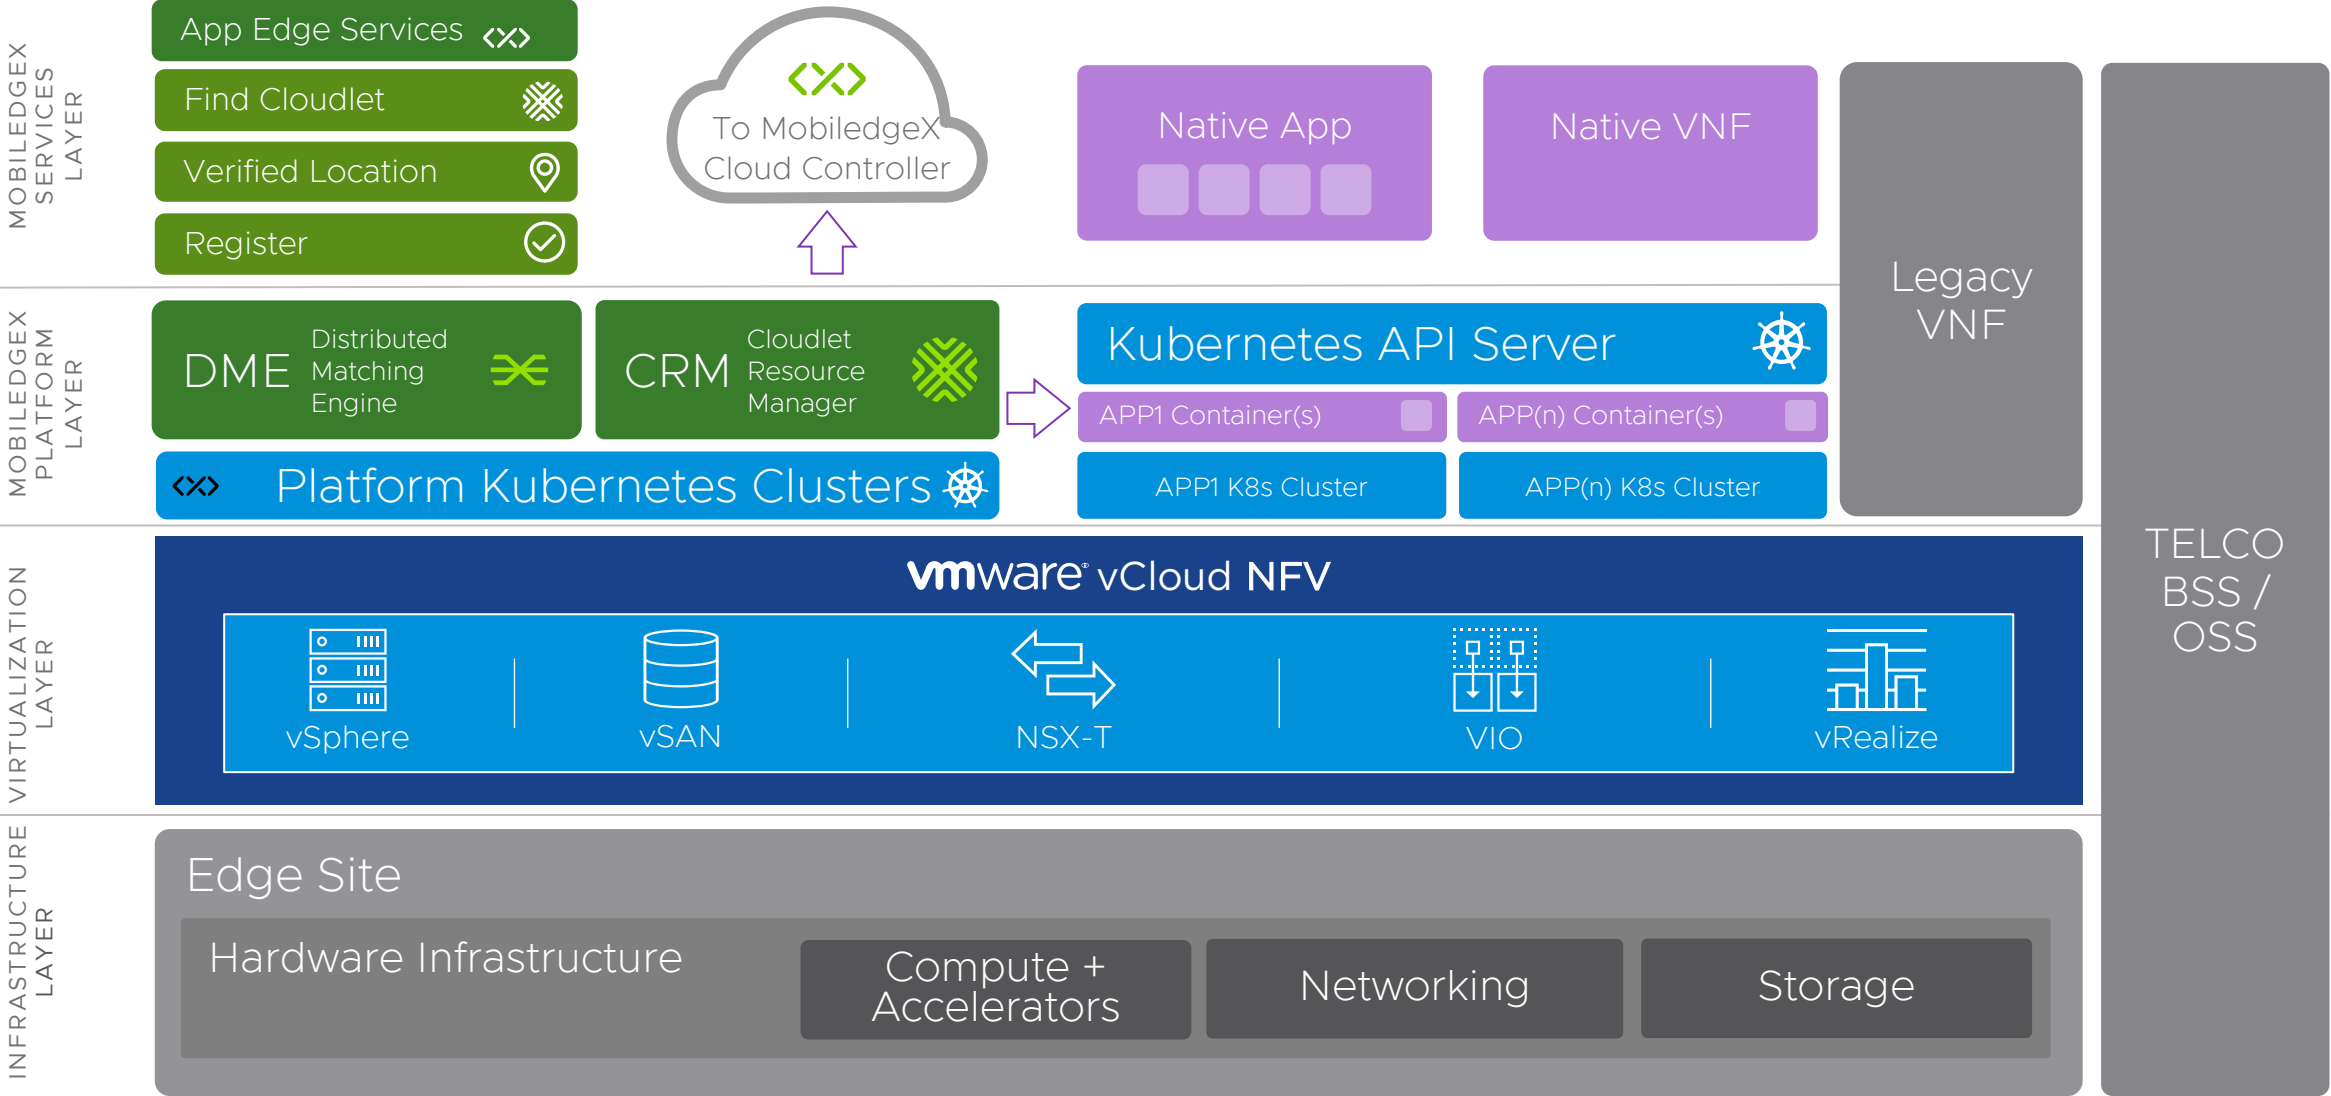 MOBILEDGEX
SERVICES
LAYER
App Edge Services
Find Cloudlet
Verified Location
Register
To MobiledgeX
Cloud Controller
Native App
Native VNF
Legacy
VNF
MOBILEDGEX
PLATFORM
LAYER
DME
Distributed
Matching
Engine
CRM
Cloudlet
Resource
Manager
Kubernetes API Server
APP1 Container(s)
APP(n) Container(s)
Platform Kubernetes Clusters
APP1 K8s Cluster
APP(n) K8s Cluster
TELCO
BSS /
OSS
VIRTUALIZATION
LAYER
vmware® vCloud NFV
vSphere
vSAN
NSX-T
VIO
vRealize
INFRASTRUCTURE
LAYER
Edge Site
Hardware Infrastructure
Compute +
Accelerators
Networking
Storage